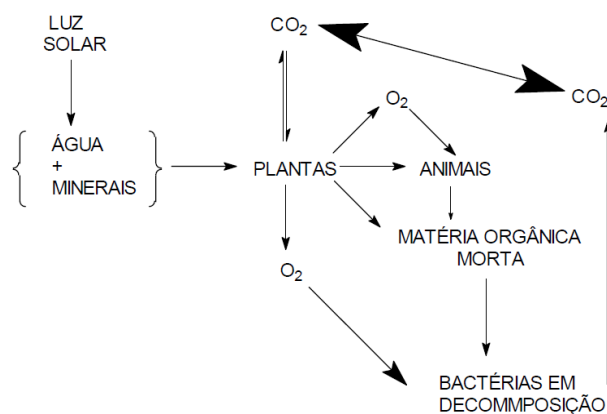 LUZ
SOLAR
CO₂
O₂
CO₂
ÁGUA
+
MINERAIS
PLANTAS
ANIMAIS
MATÉRIA ORGÂNICA
MORTA
O₂
BACTÉRIAS EM
DECOMMPOSIÇÃO